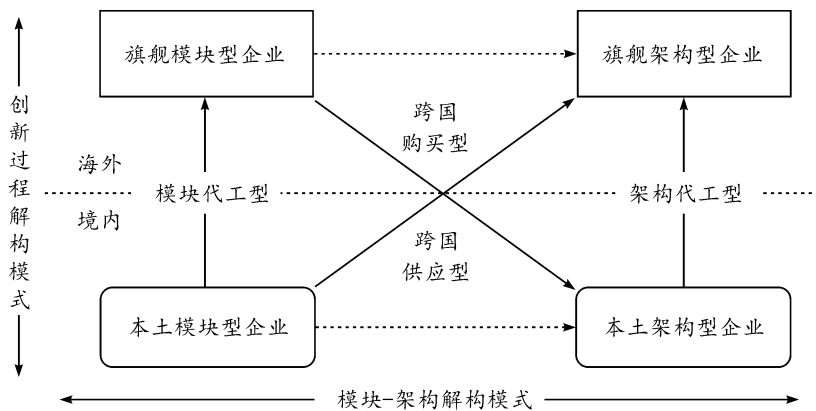 旗舰模块型企业
旗舰架构型企业
跨国
购买型
创新过程解构模式
海外
模块代工型
架构代工型
境内
跨国
供应型
本土模块型企业
本土架构型企业
模块-架构解构模式